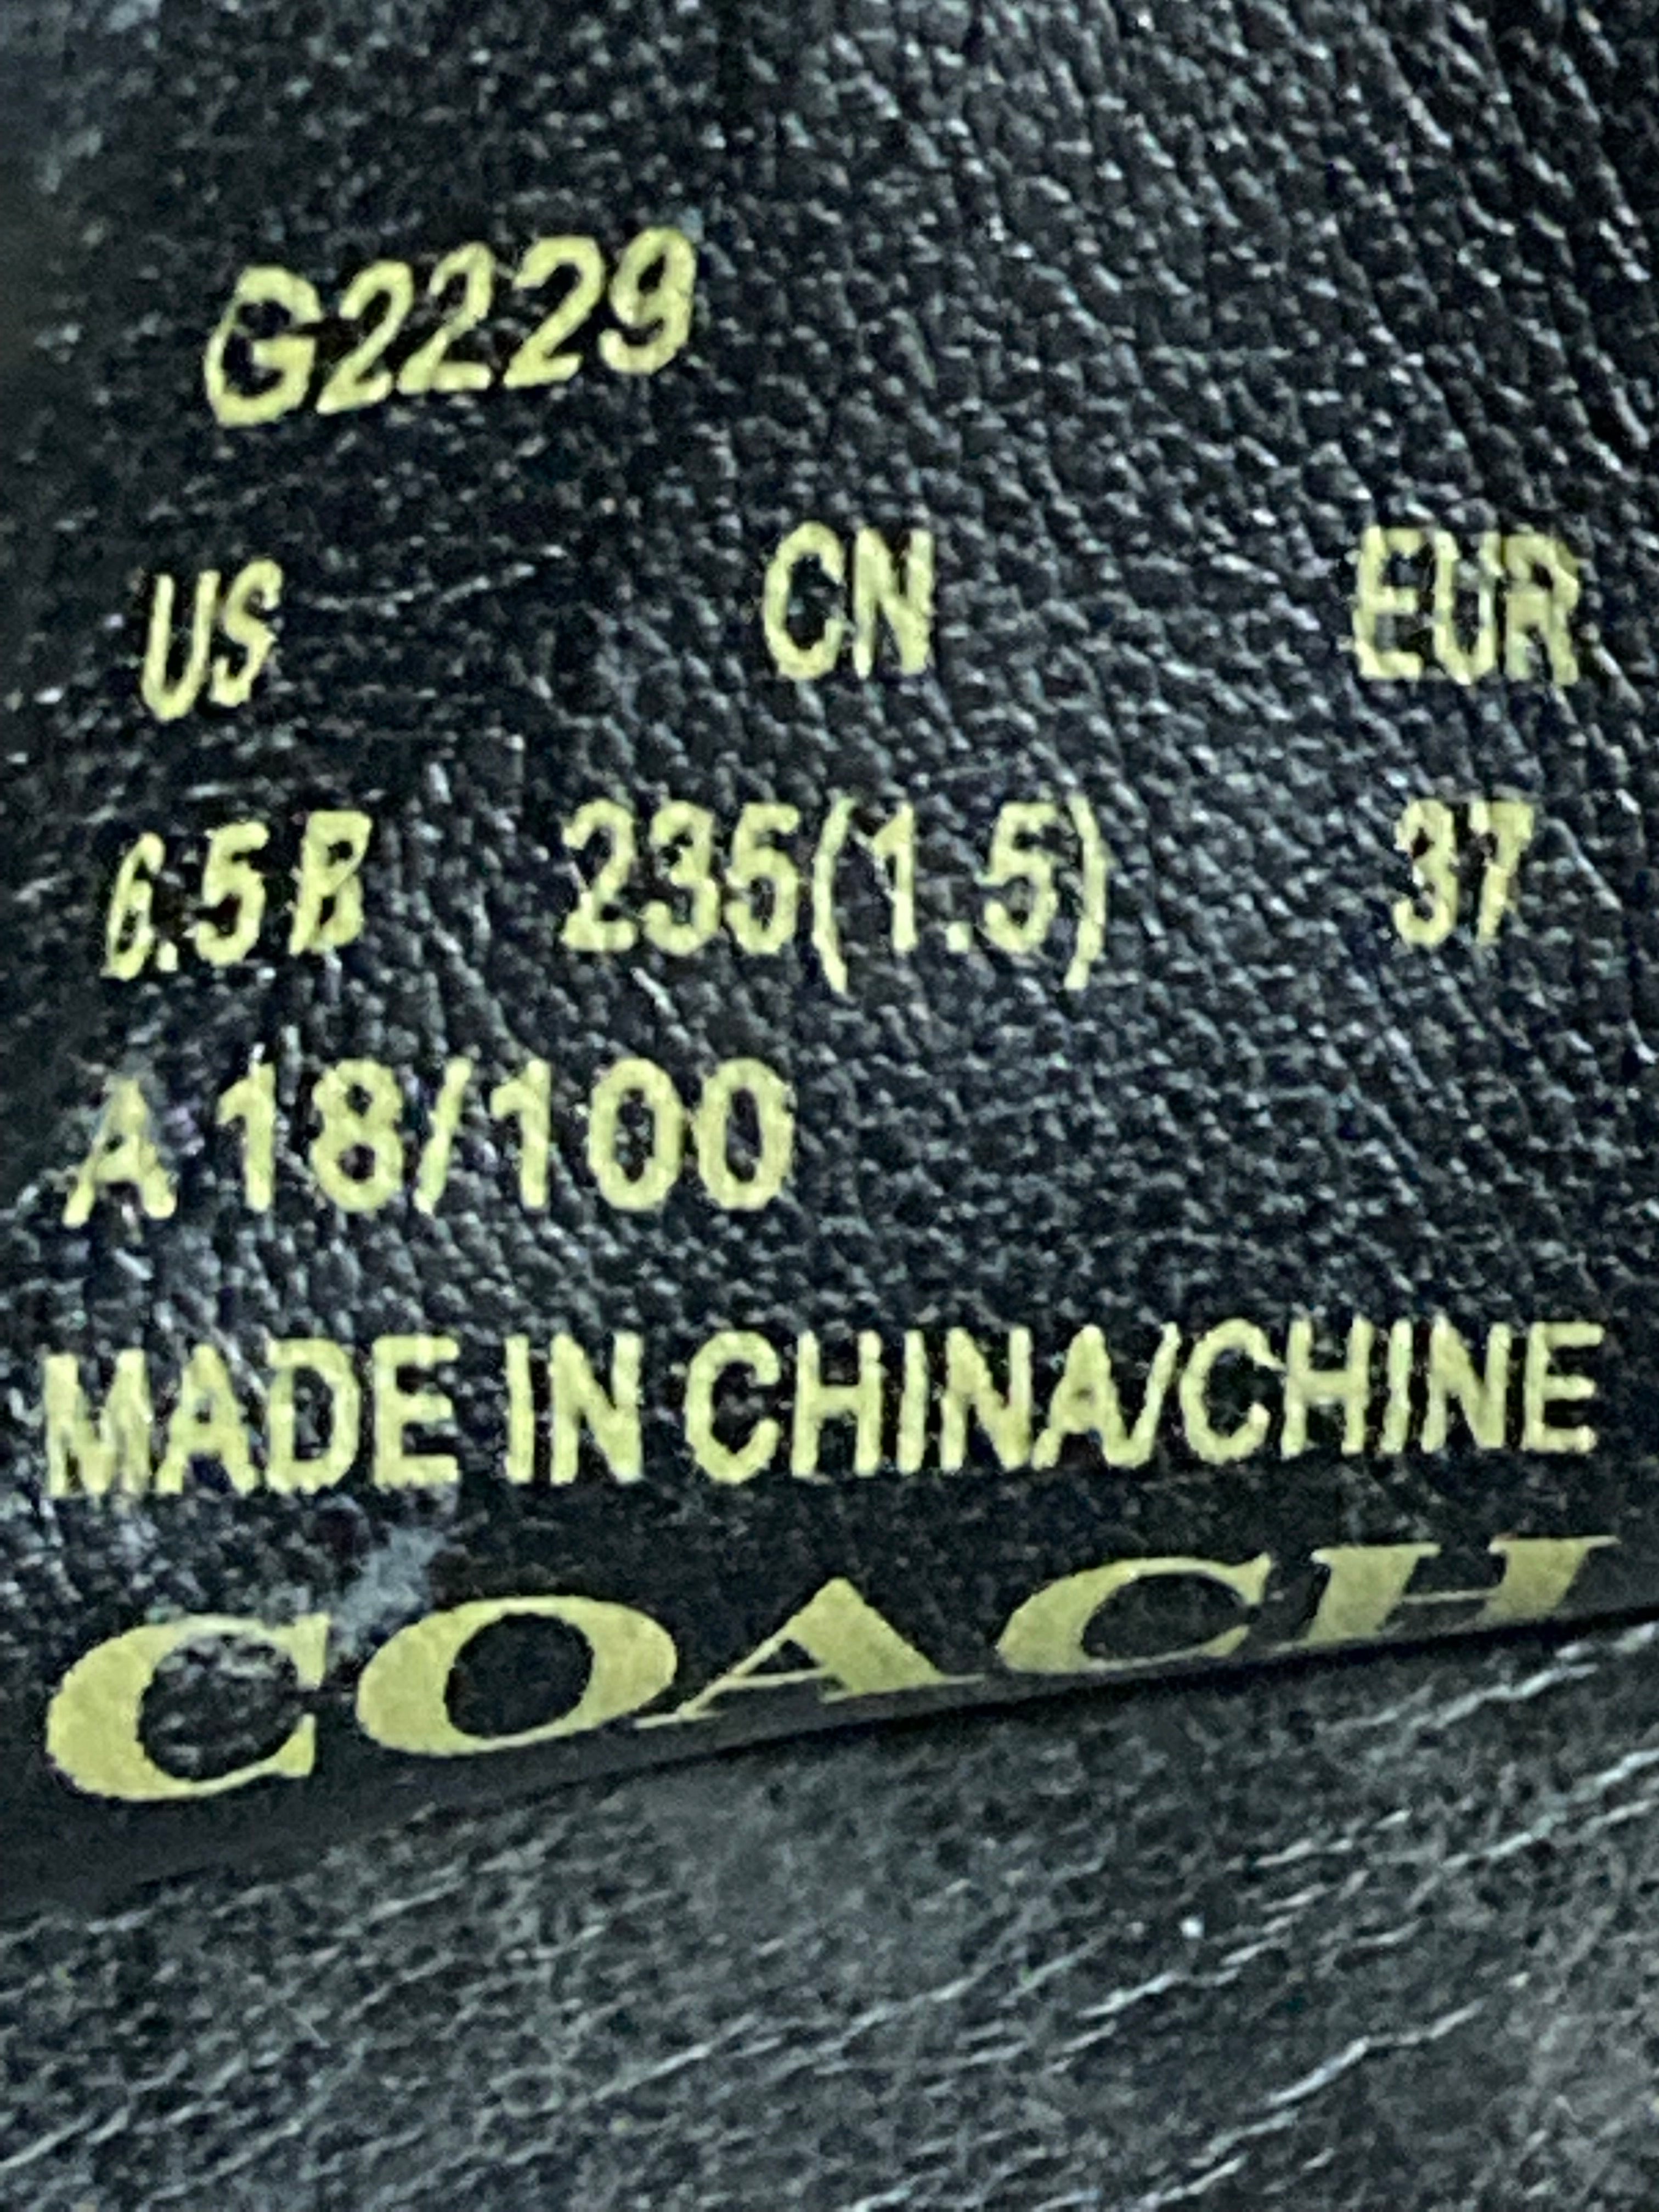 G2229
US CN EUR
6.5B 235(1.5) 37
A 18/100
MADE IN CHINA/CHINE
COACH